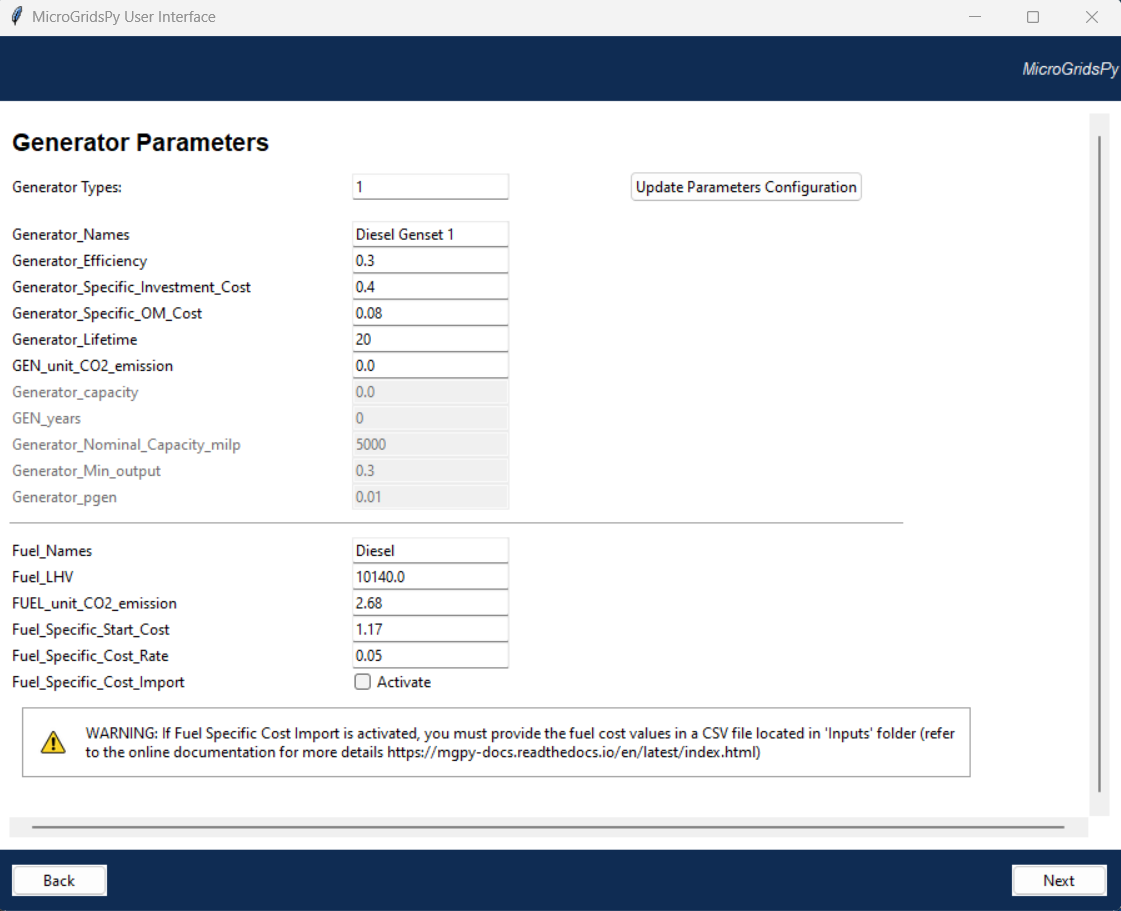 MicroGridsPy User Interface
MicroGridsPy
Generator Parameters
Generator Types: 1 Update Parameters Configuration
Generator_Names Diesel Genset 1
Generator_Efficiency 0.3
Generator_Specific_Investment_Cost 0.4
Generator_Specific_OM_Cost 0.08
Generator_Lifetime 20
GEN_unit_CO2_emission 0.0
Generator_capacity 0.0
GEN_years 0
Generator_Nominal_Capacity_milp 5000
Generator_Min_output 0.3
Generator_pgen 0.01
Fuel_Names Diesel
Fuel_LHV 10140.0
FUEL_unit_CO2_emission 2.68
Fuel_Specific_Start_Cost 1.17
Fuel_Specific_Cost_Rate 0.05
Fuel_Specific_Cost_Import Activate
WARNING: If Fuel Specific Cost Import is activated, you must provide the fuel cost values in a CSV file located in 'Inputs' folder (refer
to the online documentation for more details https://mgpy-docs.readthedocs.io/en/latest/index.html)
Back Next